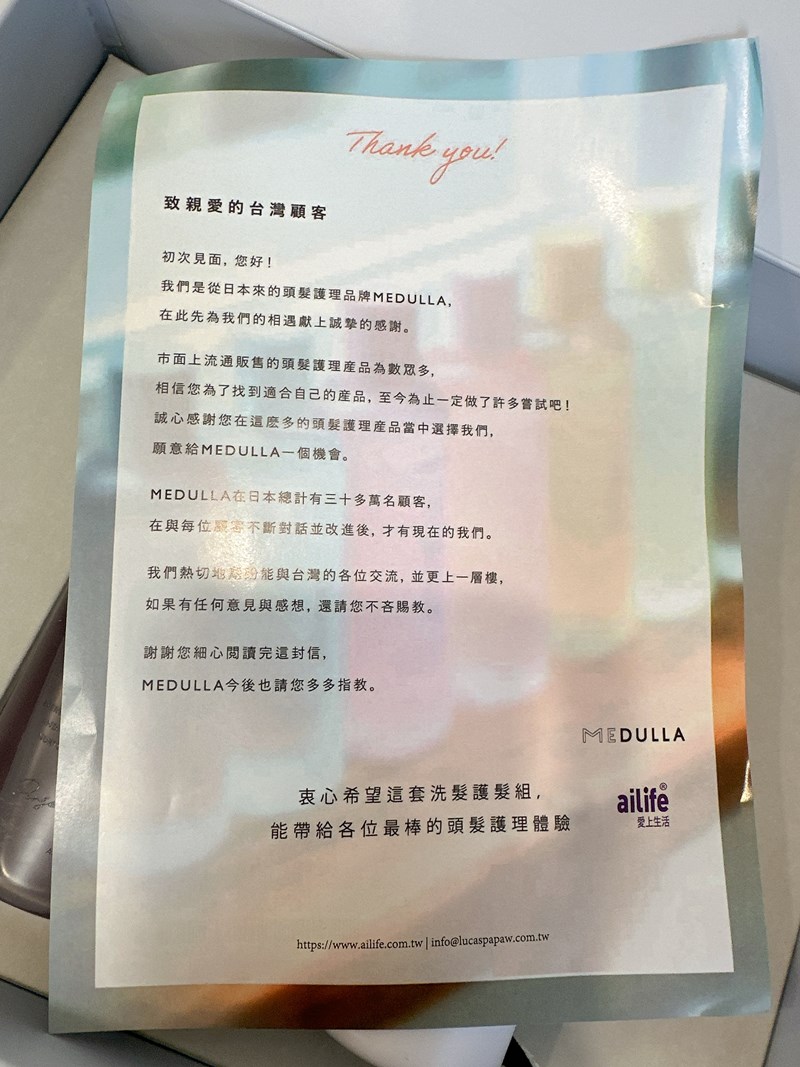 Thank you!
致親愛的台灣顧客
初次見面, 您好!
我們是從日本來的頭髮護理品牌MEDULLA,
在此先為我們的相遇獻上誠摯的感謝。
市面上流通販售的頭髮護理産品為數眾多,
相信您為了找到適合自己的産品, 至今為止一定做了許多嘗試吧!
誠心感謝您在這麽多的頭髮護理産品當中選擇我們,
願意給MEDULLA一個機會。
MEDULLA在日本總計有三十多萬名顧客,
在與每位顧客不斷對話並改進後, 才有現在的我們。
我們熱切地期盼能與台灣的各位交流, 並更上一層樓,
如果有任何意見與感想, 還請您不吝賜教。
謝謝您細心閲讀完這封信,
MEDULLA今後也請您多多指教。
MEDULLA
衷心希望這套洗髮護髮組,
能帶給各位最棒的頭髮護理體驗
ailife®
愛上生活
https://www.ailife.com.tw | info@lucaspapaw.com.tw